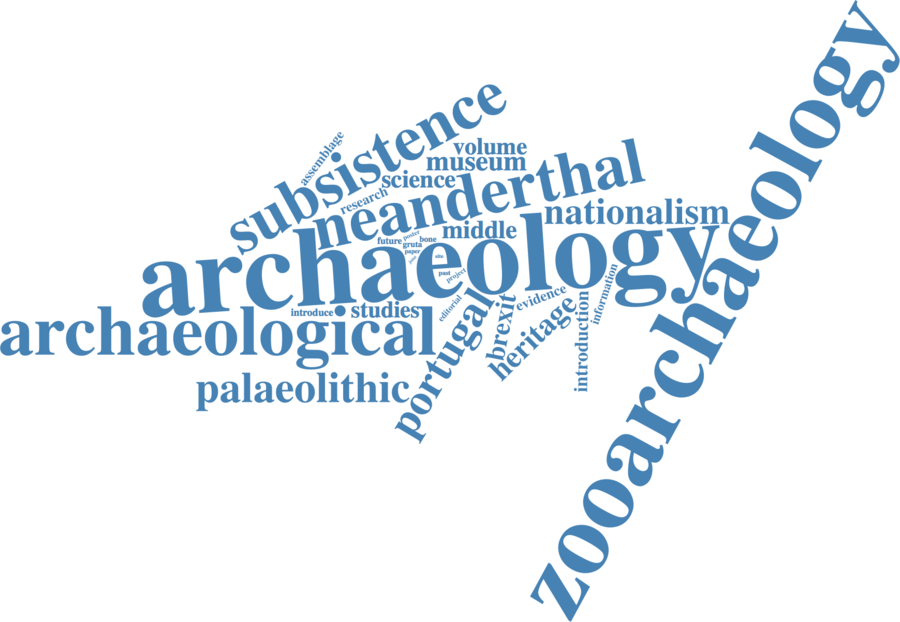 zooarchaeology
assemblage
subsistence
volume
museum
science
research
neanderthal
nationalism
middle
future
poster
bone
gruta
paper
site
past
project
archaeology
information
evidence
editorial
introduce
studies
archaeological
portugal
brexit
heritage
introduction
palaeolithic